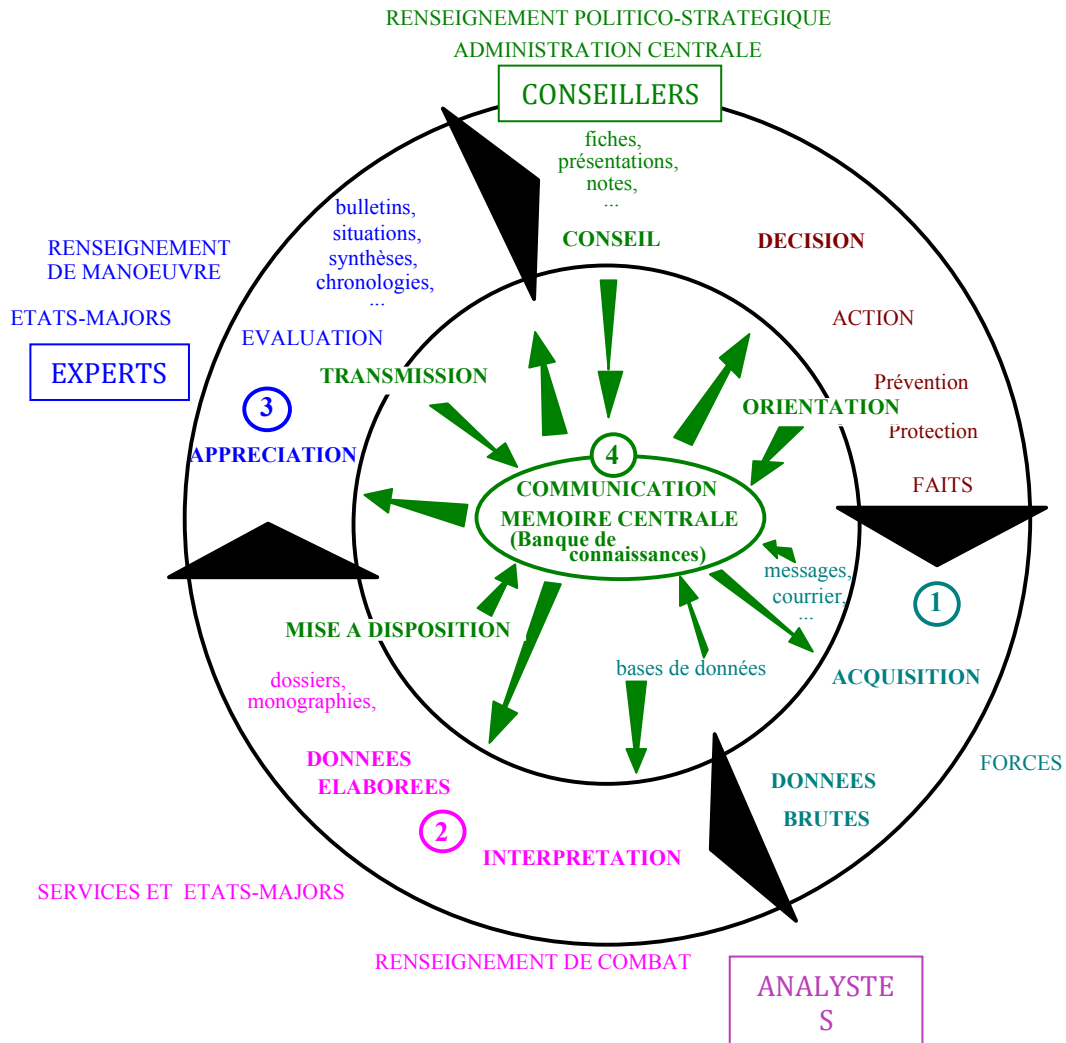 RENSEIGNEMENT POLITICO-STRATEGIQUE
ADMINISTRATION CENTRALE
CONSEILLERS
fiches,
présentations,
notes,
...
CONSEIL
DECISION
ACTION
Prévention
Protection
FAITS
ORIENTATION
bulletins,
situations,
synthèses,
chronologies,
...
RENSEIGNEMENT
DE MANOEUVRE
ETATS-MAJORS
EXPERTS
EVALUATION
TRANSMISSION
3
APPRECIATION
4
COMMUNICATION
MEMOIRE CENTRALE
(Banque de
connaissances)
messages,
courrier,
...
1
ACQUISITION
bases de données
FORCES
DONNEES
BRUTES
MISE A DISPOSITION
dossiers,
monographies,
DONNEES
ELABOREES
2
INTERPRETATION
SERVICES ET ETATS-MAJORS
RENSEIGNEMENT DE COMBAT
ANALYSTE
S